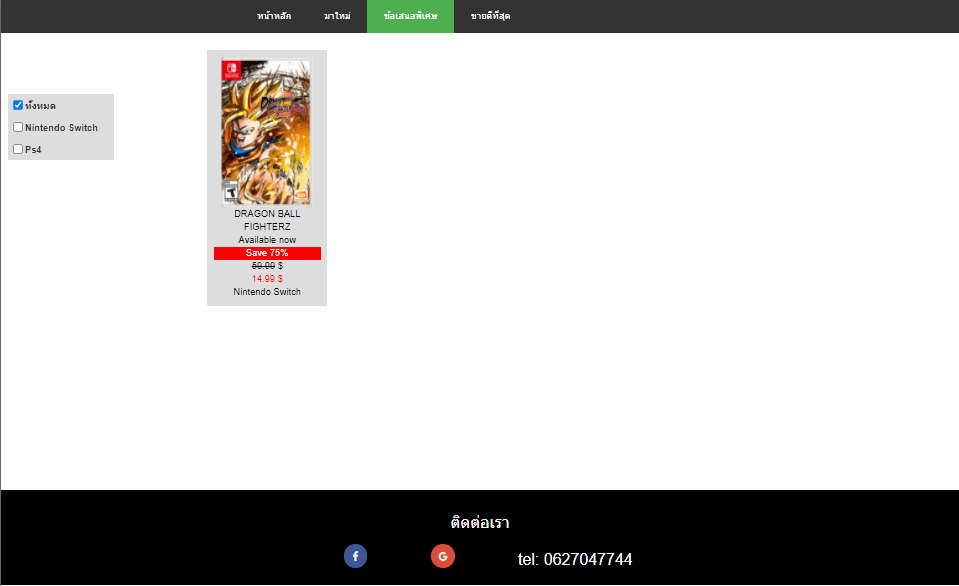 หน้าหลัก มาใหม่ ข้อเสนอพิเศษ ขายดีที่สุด
ทั้งหมด
Nintendo Switch
Ps4
DRAGON BALL
FIGHTERZ
Available now
Save 75%
59.99 $
14.99 $
Nintendo Switch
ติดต่อเรา
f G tel: 0627047744